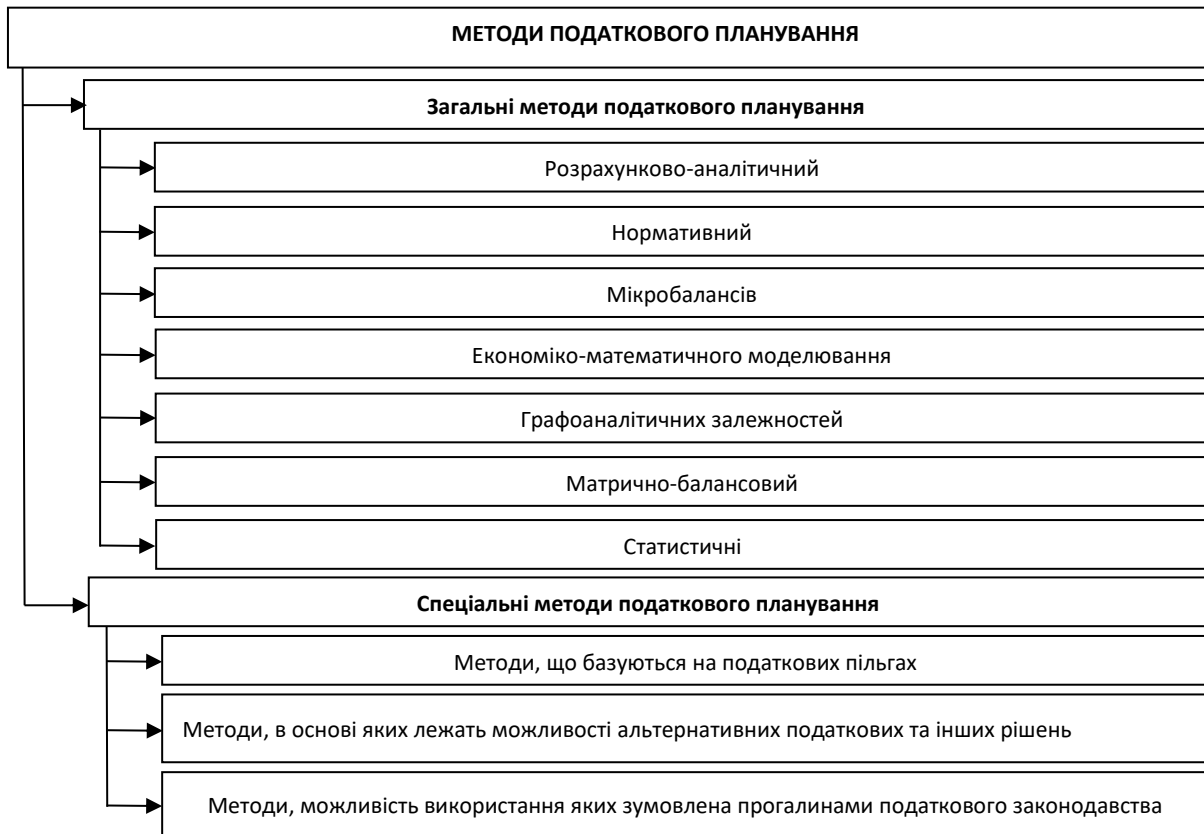 МЕТОДИ ПОДАТКОВОГО ПЛАНУВАННЯ
Загальні методи податкового планування
Розрахунково-аналітичний
Нормативний
Мікробалансів
Економіко-математичного моделювання
Графоаналітичних залежностей
Матрично-балансовий
Статистичні
Спеціальні методи податкового планування
Методи, що базуються на податкових пільгах
Методи, в основі яких лежать можливості альтернативних податкових та інших рішень
Методи, можливість використання яких зумовлена прогалинами податкового законодавства